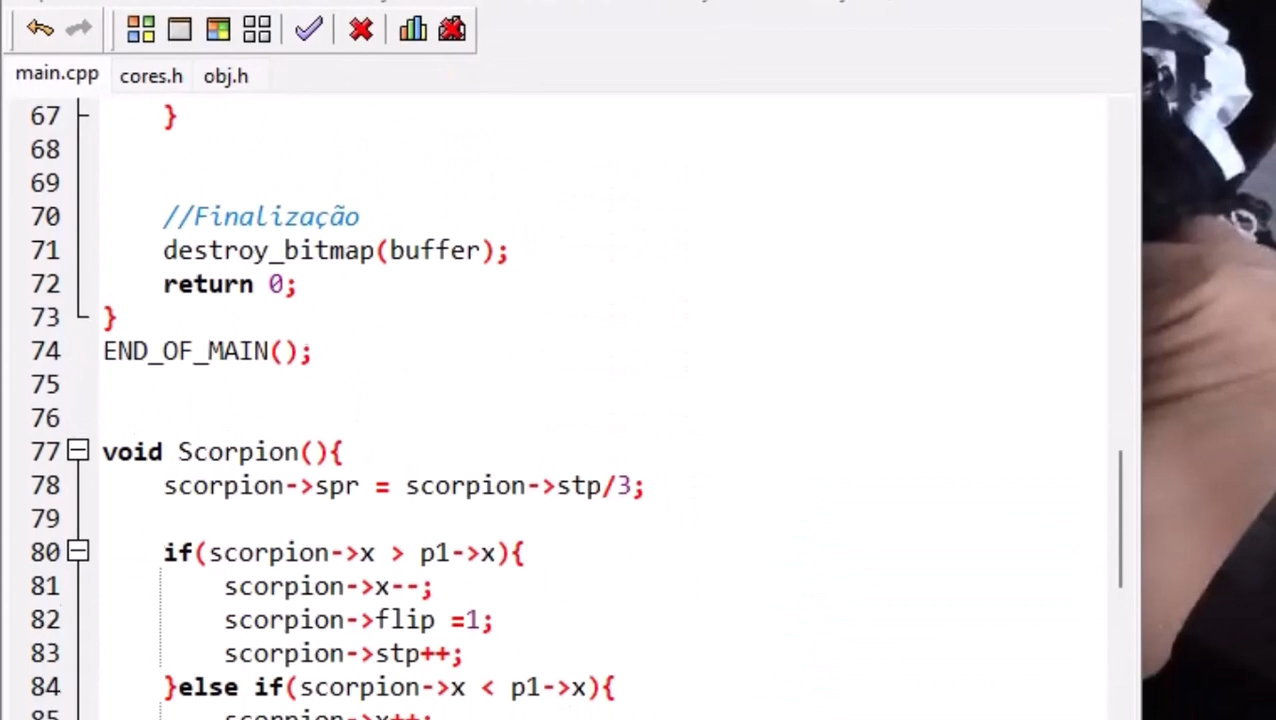 main.cpp cores.h obj.h
67 }
68
69
70 //Finalização
71 destroy_bitmap(buffer);
72 return 0;
73 }
74 END_OF_MAIN();
75
76
77 void Scorpion(){
78 scorpion->spr = scorpion->stp/3;
79
80 if(scorpion->x > p1->x){
81 scorpion->x--;
82 scorpion->flip =1;
83 scorpion->stp++;
84 }else if(scorpion->x < p1->x){
85 scorpion->x++;